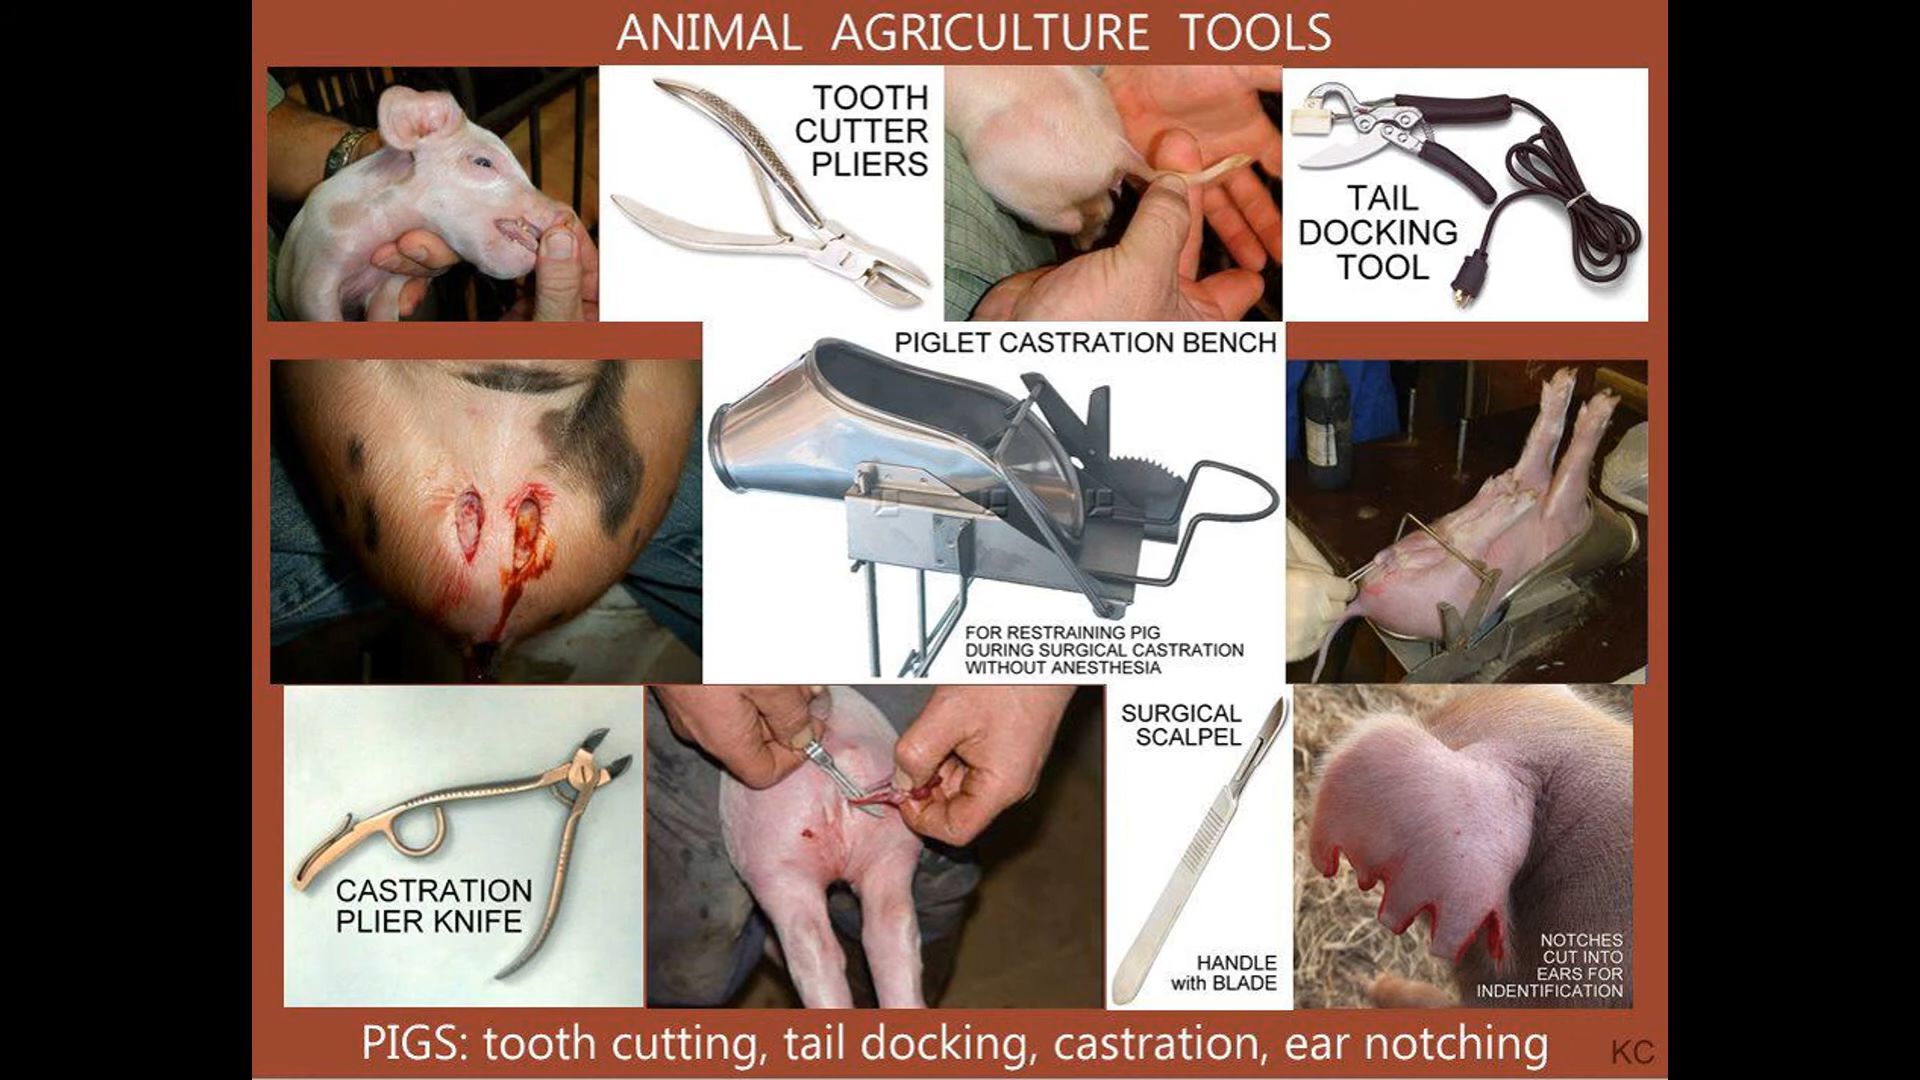 ANIMAL AGRICULTURE TOOLS
TOOTH
CUTTER
PLIERS
TAIL
DOCKING
TOOL
PIGLET CASTRATION BENCH
FOR RESTRAINING PIG
DURING SURGICAL CASTRATION
WITHOUT ANESTHESIA
CASTRATION
PLIER KNIFE
SURGICAL
SCALPEL
HANDLE
with BLADE
NOTCHES
CUT INTO
EARS FOR
INDENTIFICATION
PIGS: tooth cutting, tail docking, castration, ear notching
KC